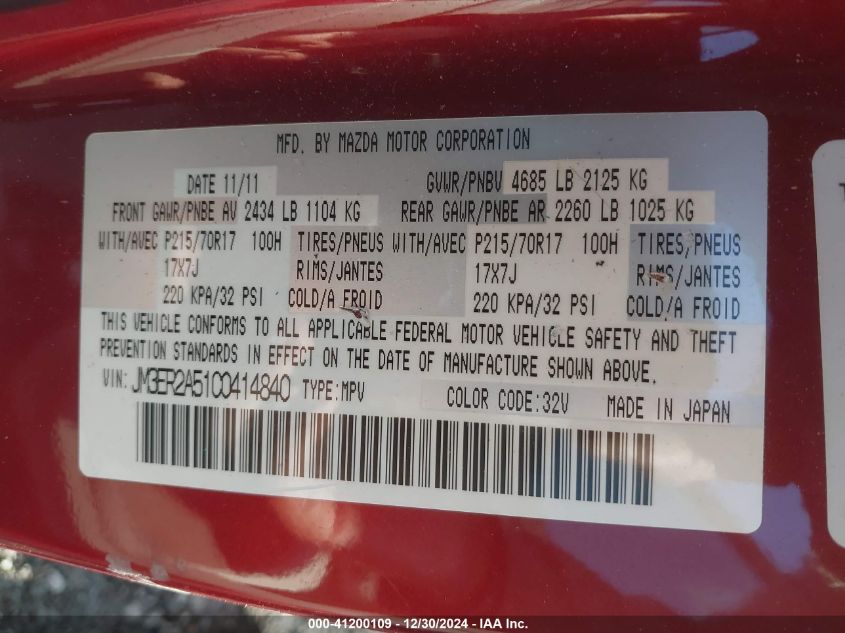 MFD. BY MAZDA MOTOR CORPORATION
DATE 11/11 GVWR/PNBV 4685 LB 2125 KG
FRONT GAWR/PNBE AV 2434 LB 1104 KG REAR GAWR/PNBE AR 2260 LB 1025 KG
WITH/AVEC P215/70R17 100H TIRES/PNEUS WITH/AVEC P215/70R17 100H TIRES/PNEUS
17X7J RIMS/JANTES 17X7J RIMS/JANTES
220 KPA/32 PSI COLD/A FROID 220 KPA/32 PSI COLD/A FROID
THIS VEHICLE CONFORMS TO ALL APPLICABLE FEDERAL MOTOR VEHICLE SAFETY AND THEFT
PREVENTION STANDARDS IN EFFECT ON THE DATE OF MANUFACTURE SHOWN ABOVE.
VIN: JM3ER2A51C0414840 TYPE:MPV COLOR CODE:32V MADE IN JAPAN
000-41200109 - 12/30/2024 - IAA Inc.